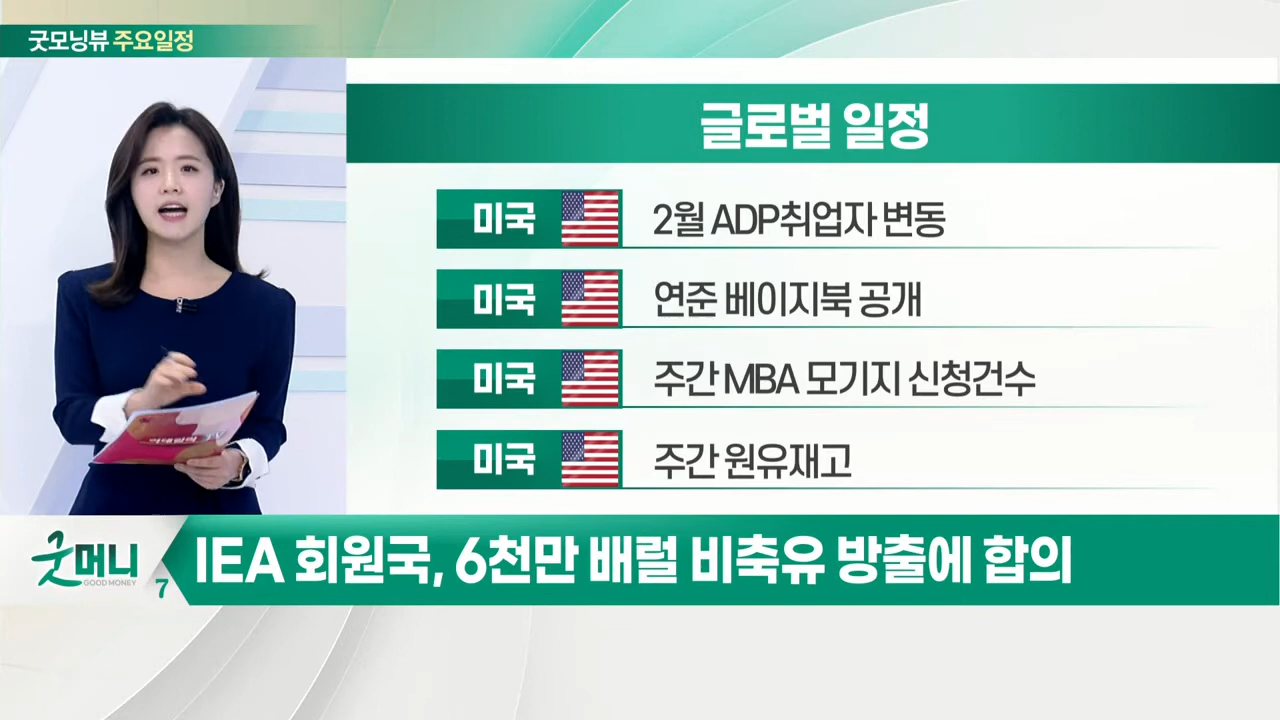 굿모닝뷰 주요일정
글로벌 일정
미국 2월 ADP취업자 변동
미국 연준 베이지북 공개
미국 주간 MBA 모기지 신청건수
미국 주간 원유재고
굿머니
GOOD MONEY
7
IEA 회원국, 6천만 배럴 비축유 방출에 합의